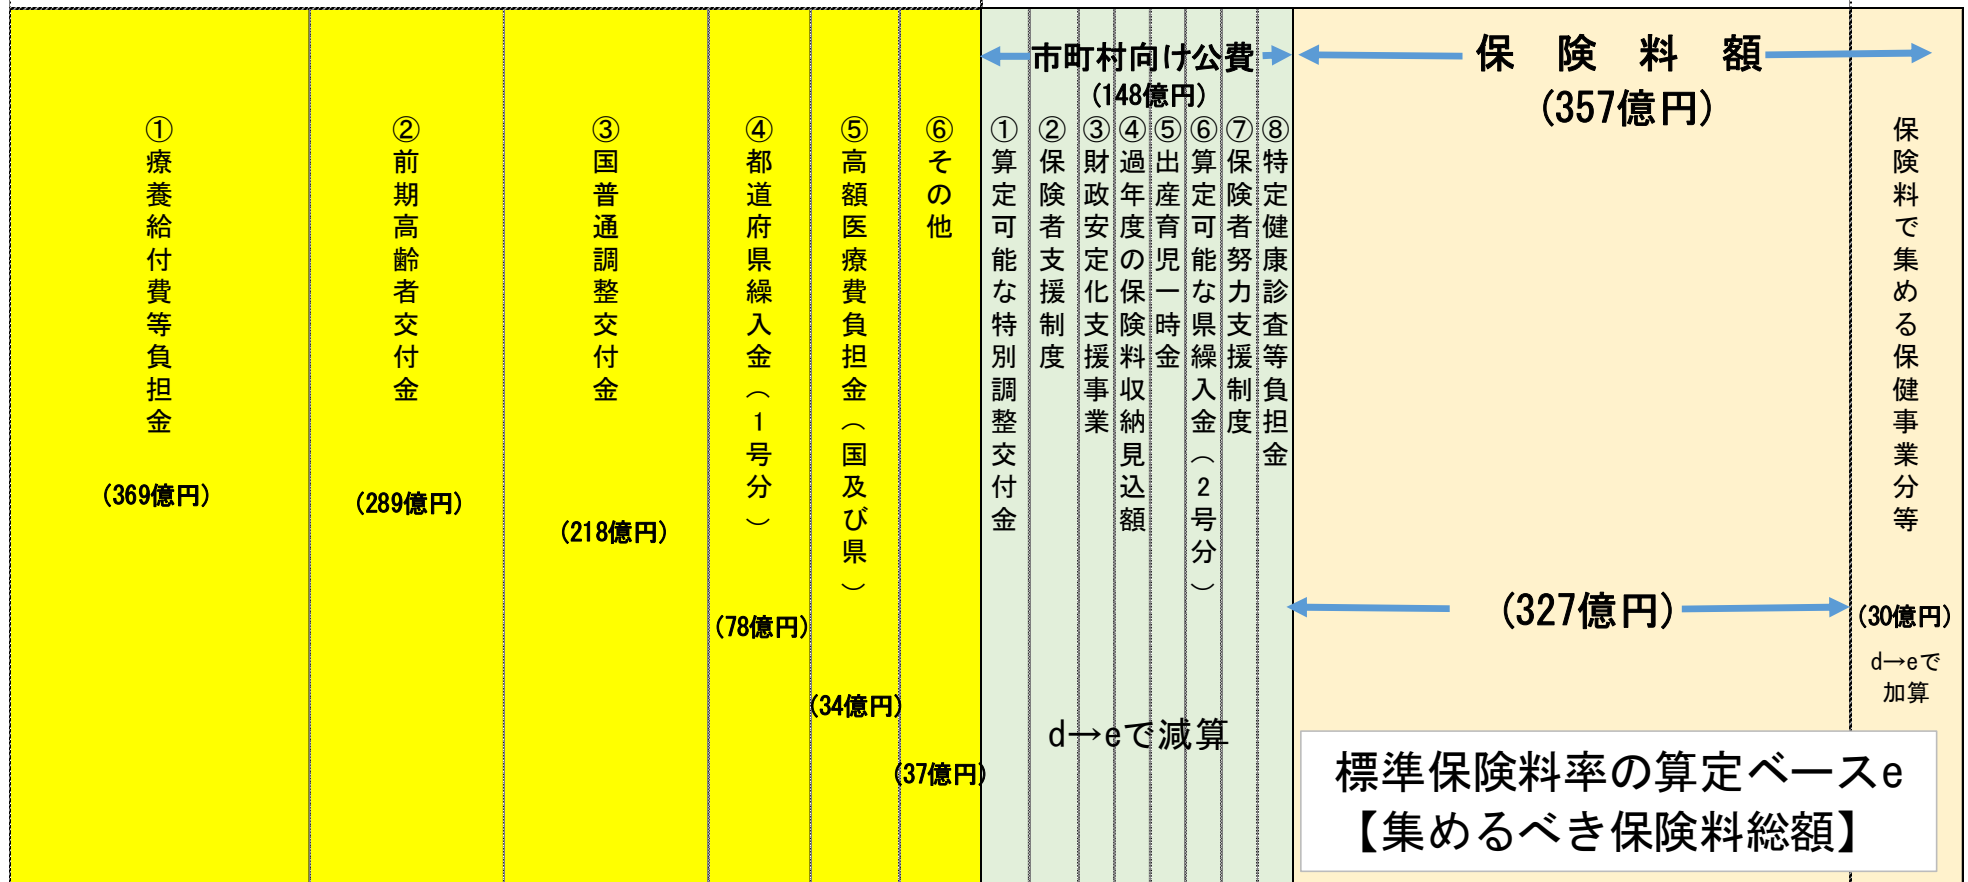 ①療養給付費等負担金
(369億円)
②前期高齢者交付金
(289億円)
③国普通調整交付金
(218億円)
④都道府県繰入金(1号分)
(78億円)
⑤高額医療費負担金(国及び県)
(34億円)
⑥その他
(37億円)
市町村向け公費
(148億円)
①算定可能な特別調整交付金
②保険者支援制度
③財政安定化支援事業
④過年度の保険料収納見込額
⑤出産育児一時金
⑥算定可能な県繰入金(2号分)
⑦保険者努力支援制度
⑧特定健康診査等負担金
d→eで減算
保険料額
(357億円)
(327億円)
保険料で集める保健事業分等
(30億円)
d→eで
加算
標準保険料率の算定ベースe
【集めるべき保険料総額】